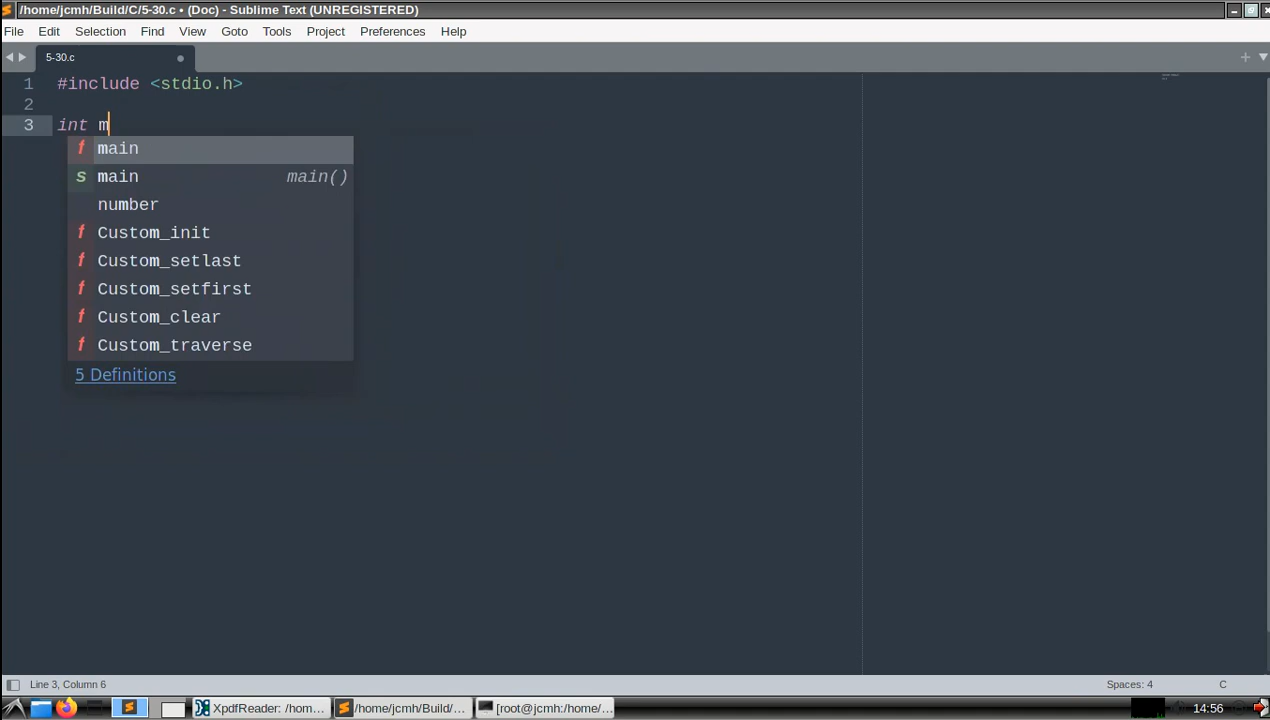 /home/jcmh/Build/C/5-30.c • (Doc) - Sublime Text (UNREGISTERED)
File Edit Selection Find View Goto Tools Project Preferences Help
5-30.c
1 #include <stdio.h>
2
3 int m
f main
s main main()
number
f Custom_init
f Custom_setlast
f Custom_setfirst
f Custom_clear
f Custom_traverse
5 Definitions
Line 3, Column 6 Spaces: 4 C
XpdfReader: /hom... /home/jcmh/Build/... [root@jcmh:/home/... 14:56